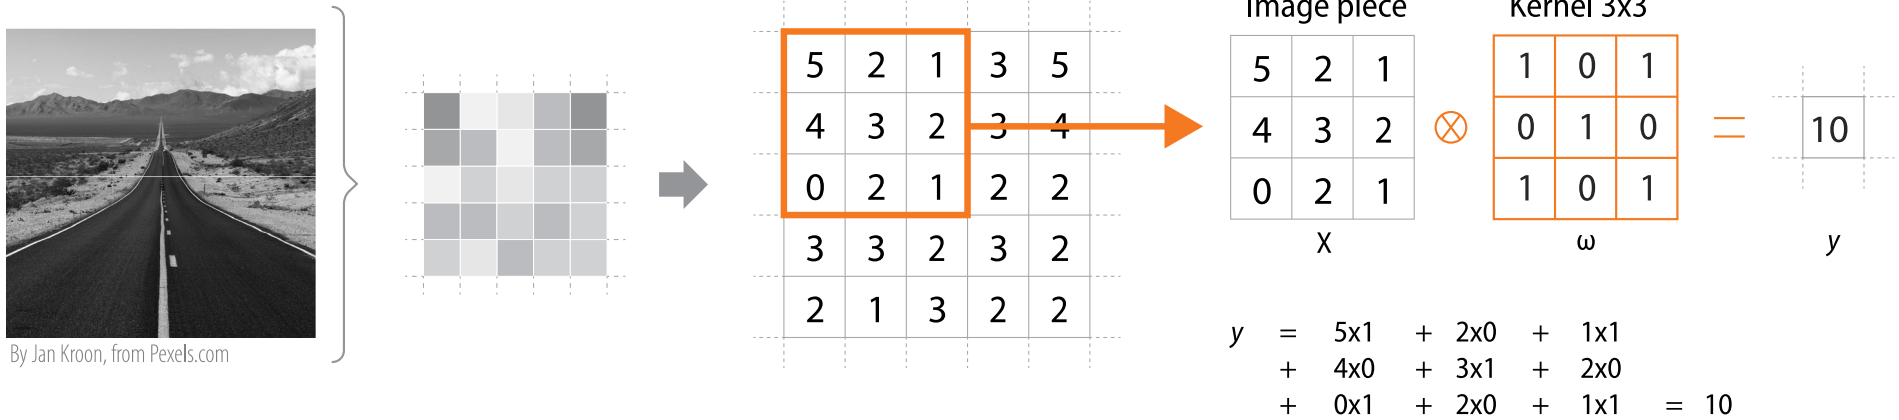 By Jan Kroon, from Pexels.com
5 2 1 3 5
4 3 2 3 4
0 2 1 2 2
3 3 2 3 2
2 1 3 2 2
Image piece
5 2 1
4 3 2
0 2 1
X
⊗
Kernel 3x3
1 0 1
0 1 0
1 0 1
ω
=
10
y
y = 5x1 + 2x0 + 1x1
+ 4x0 + 3x1 + 2x0
+ 0x1 + 2x0 + 1x1 = 10